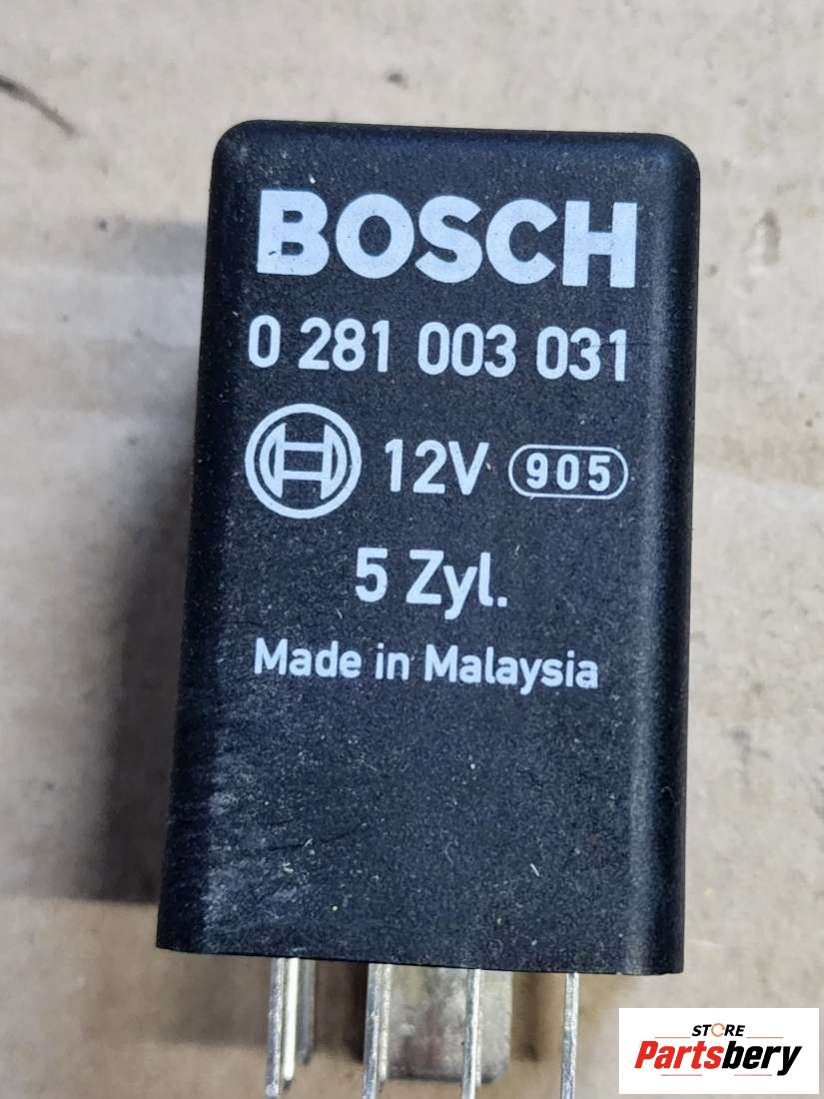 BOSCH
0 281 003 031
12V 905
5 Zyl.
Made in Malaysia
STORE
Partsbery